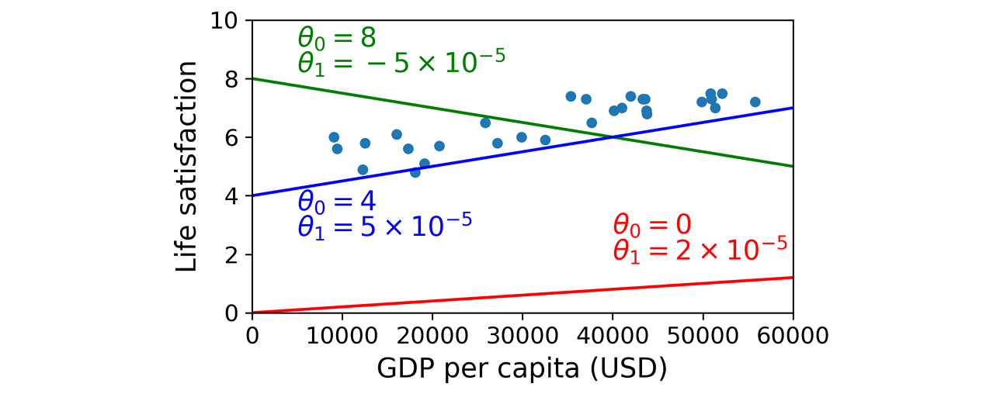 10
θ₀ = 8
θ₁ = − 5 × 10⁻⁵
8
6
4
θ₀ = 4
θ₁ = 5 × 10⁻⁵
θ₀ = 0
θ₁ = 2 × 10⁻⁵
2
0
Life satisfaction
0 10000 20000 30000 40000 50000 60000
GDP per capita (USD)